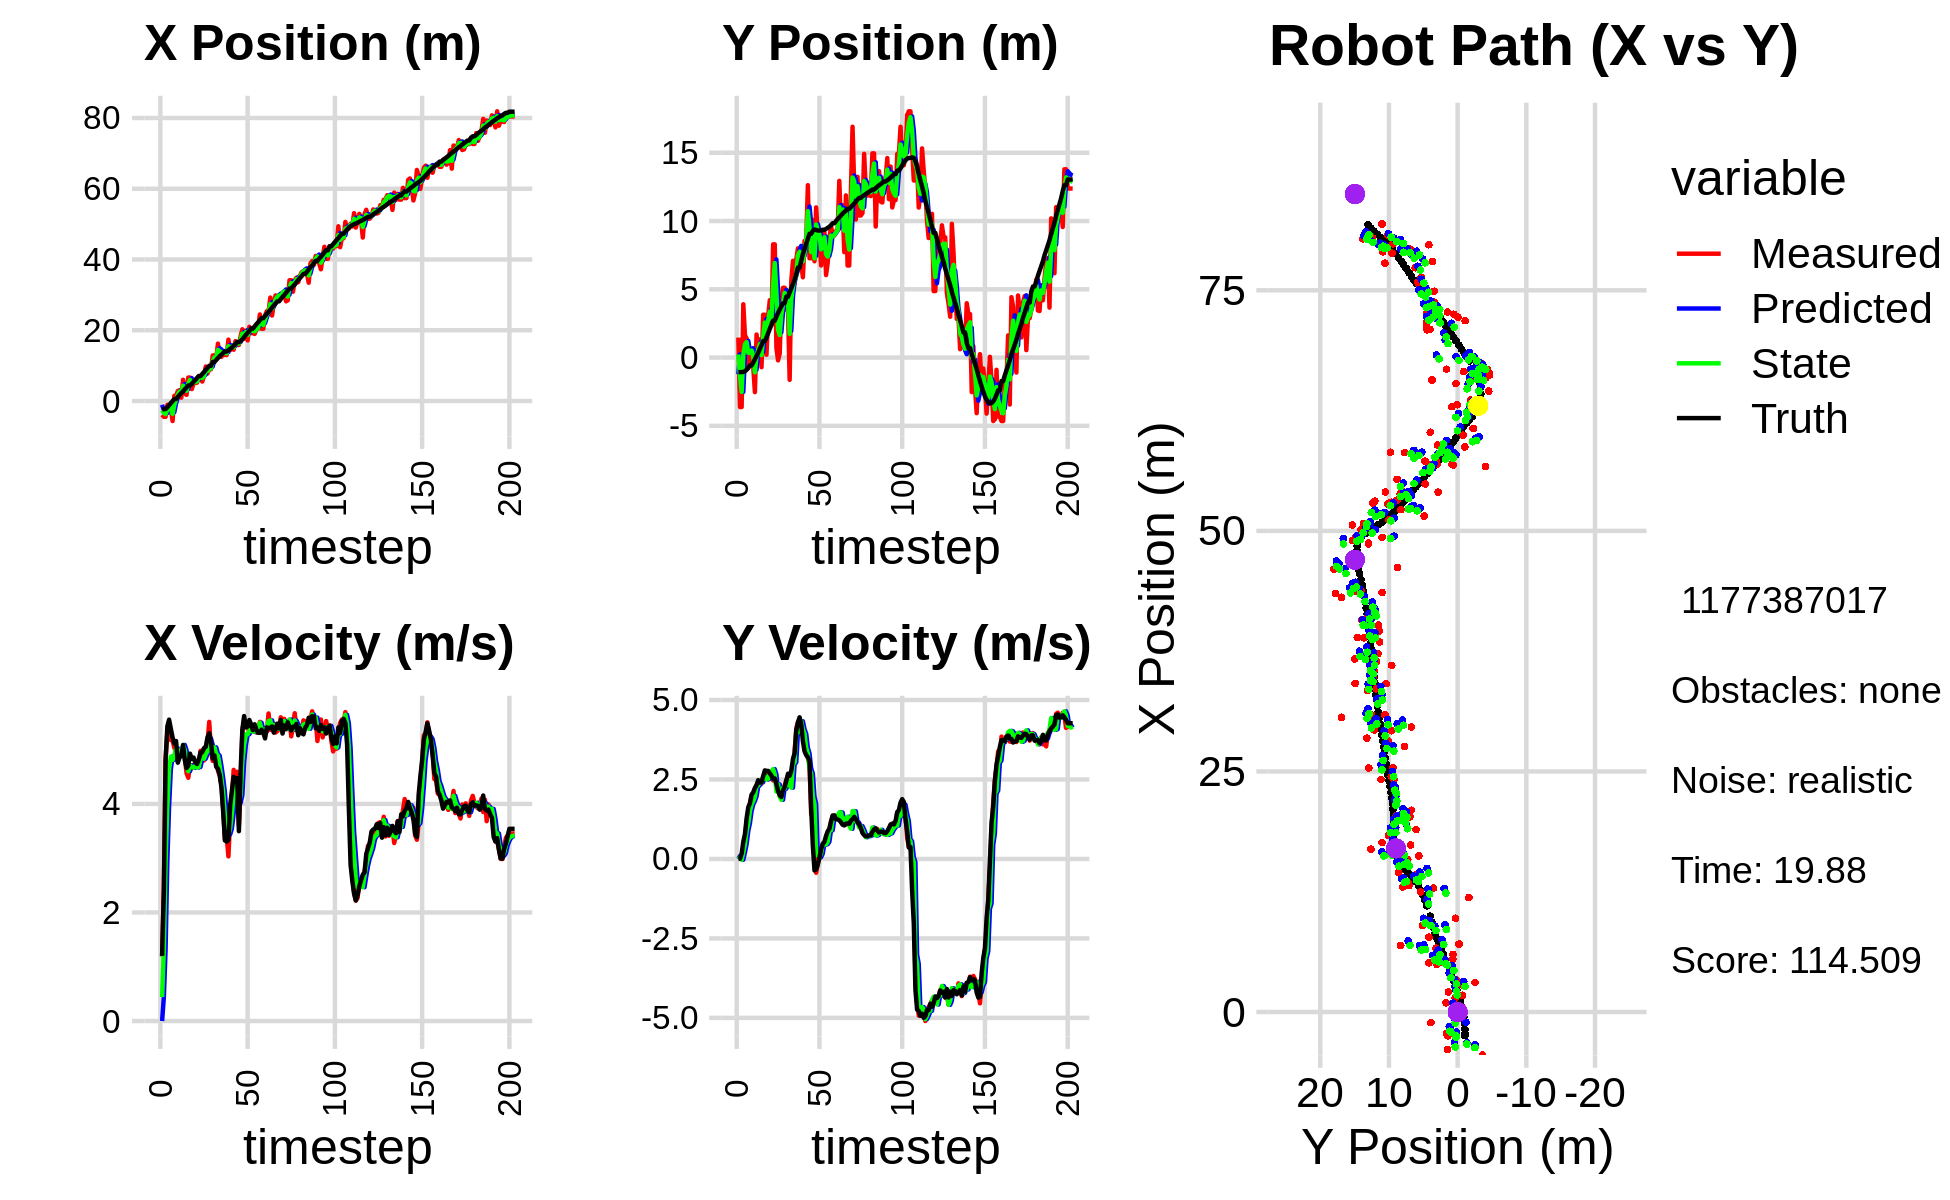 X Position (m)
80
60
40
20
0
0 50 100 150 200
timestep
Y Position (m)
15
10
5
0
-5
0 50 100 150 200
timestep
X Velocity (m/s)
4
2
0
0 50 100 150 200
timestep
Y Velocity (m/s)
5.0
2.5
0.0
-2.5
-5.0
0 50 100 150 200
timestep
Robot Path (X vs Y)
X Position (m)
75
50
25
0
20 10 0 -10 -20
Y Position (m)
variable
Measured
Predicted
State
Truth
1177387017
Obstacles: none
Noise: realistic
Time: 19.88
Score: 114.509